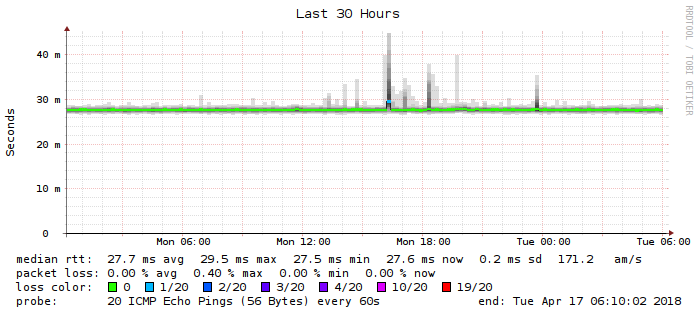 Last 30 Hours
RRDTOOL / TOBI OETIKER
Seconds
40 m
30 m
20 m
10 m
0
Mon 06:00 Mon 12:00 Mon 18:00 Tue 00:00 Tue 06:00
median rtt: 27.7 ms avg 29.5 ms max 27.5 ms min 27.6 ms now 0.2 ms sd 171.2 am/s
packet loss: 0.00 % avg 0.40 % max 0.00 % min 0.00 % now
loss color: 0 1/20 2/20 3/20 4/20 10/20 19/20
probe: 20 ICMP Echo Pings (56 Bytes) every 60s end: Tue Apr 17 06:10:02 2018